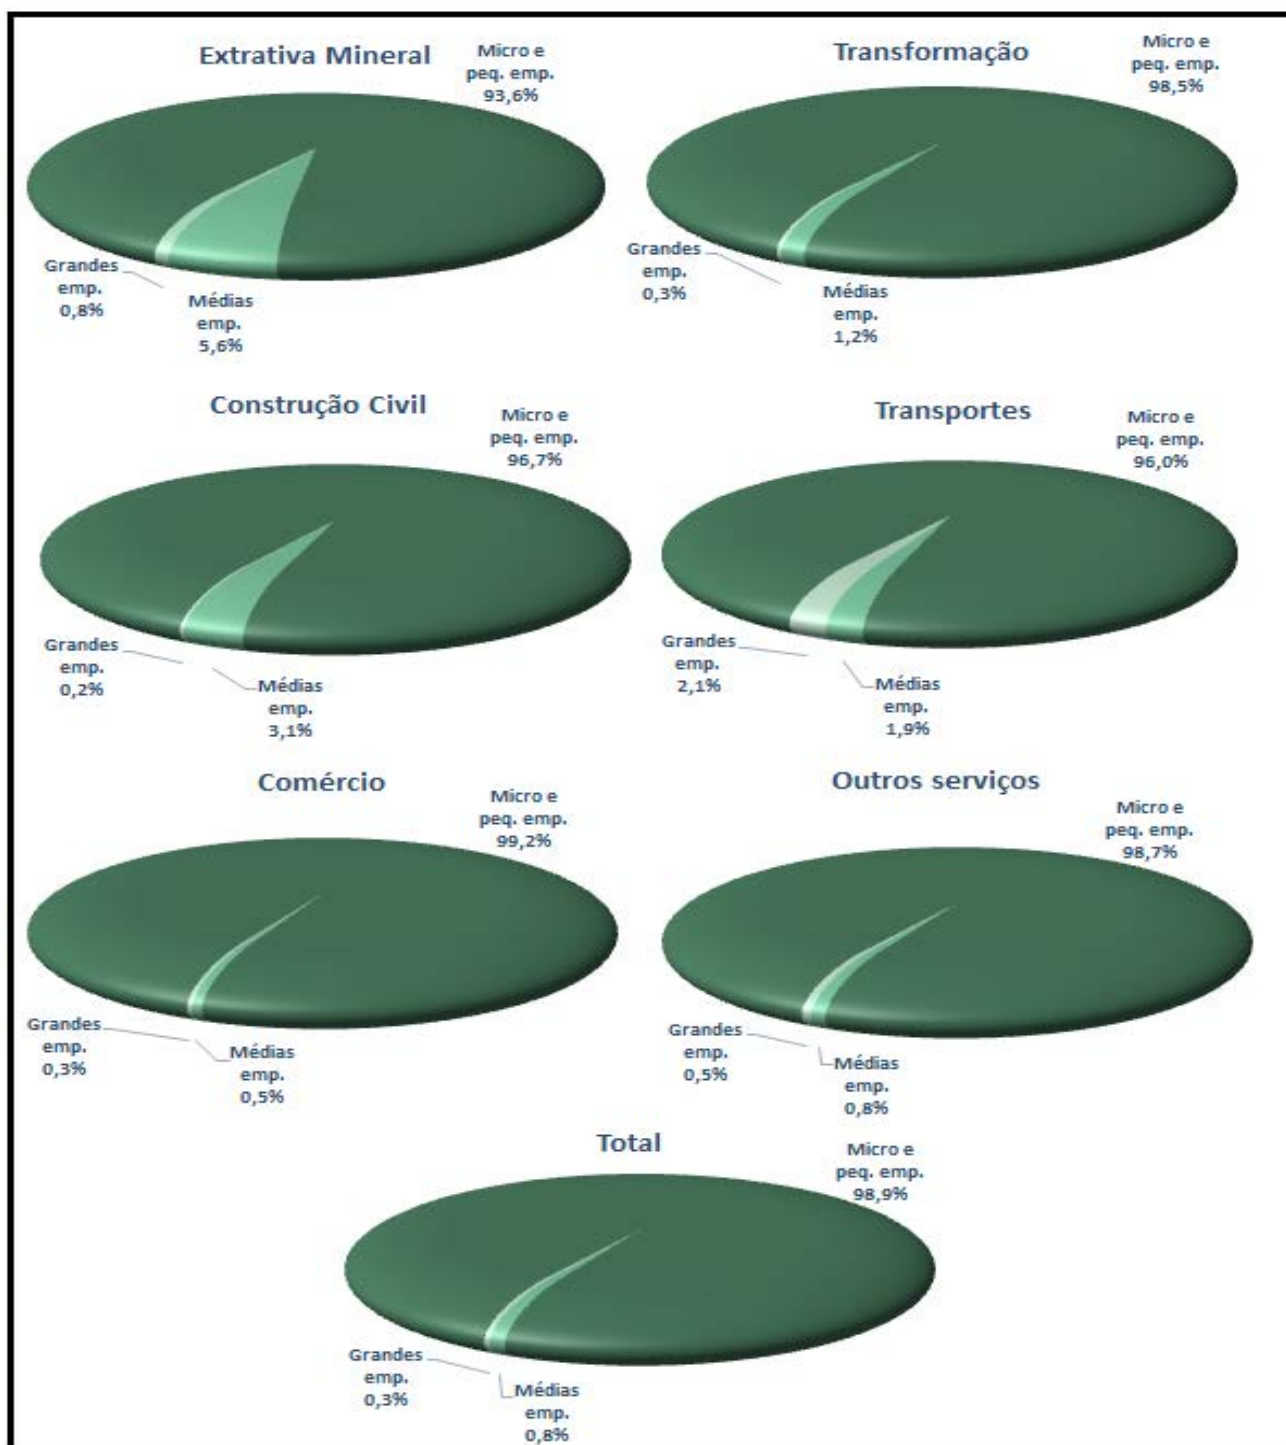 Extrativa Mineral
Micro e
peq. emp.
93,6%
Grandes
emp.
0,8%
Médias
emp.
5,6%
Transformação
Micro e
peq. emp.
98,5%
Grandes
emp.
0,3%
Médias
emp.
1,2%
Construção Civil
Micro e
peq. emp.
96,7%
Grandes
emp.
0,2%
Médias
emp.
3,1%
Transportes
Micro e
peq. emp.
96,0%
Grandes
emp.
2,1%
Médias
emp.
1,9%
Comércio
Micro e
peq. emp.
99,2%
Grandes
emp.
0,3%
Médias
emp.
0,5%
Outros serviços
Micro e
peq. emp.
98,7%
Grandes
emp.
0,5%
Médias
emp.
0,8%
Total
Micro e
peq. emp.
98,9%
Grandes
emp.
0,3%
Médias
emp.
0,8%